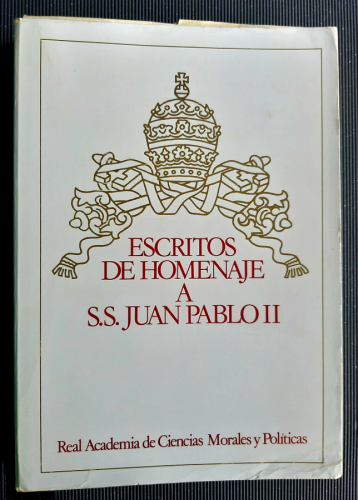 ESCRITOS
DE HOMENAJE
A
S.S. JUAN PABLO II
Real Academia de Ciencias Morales y Políticas